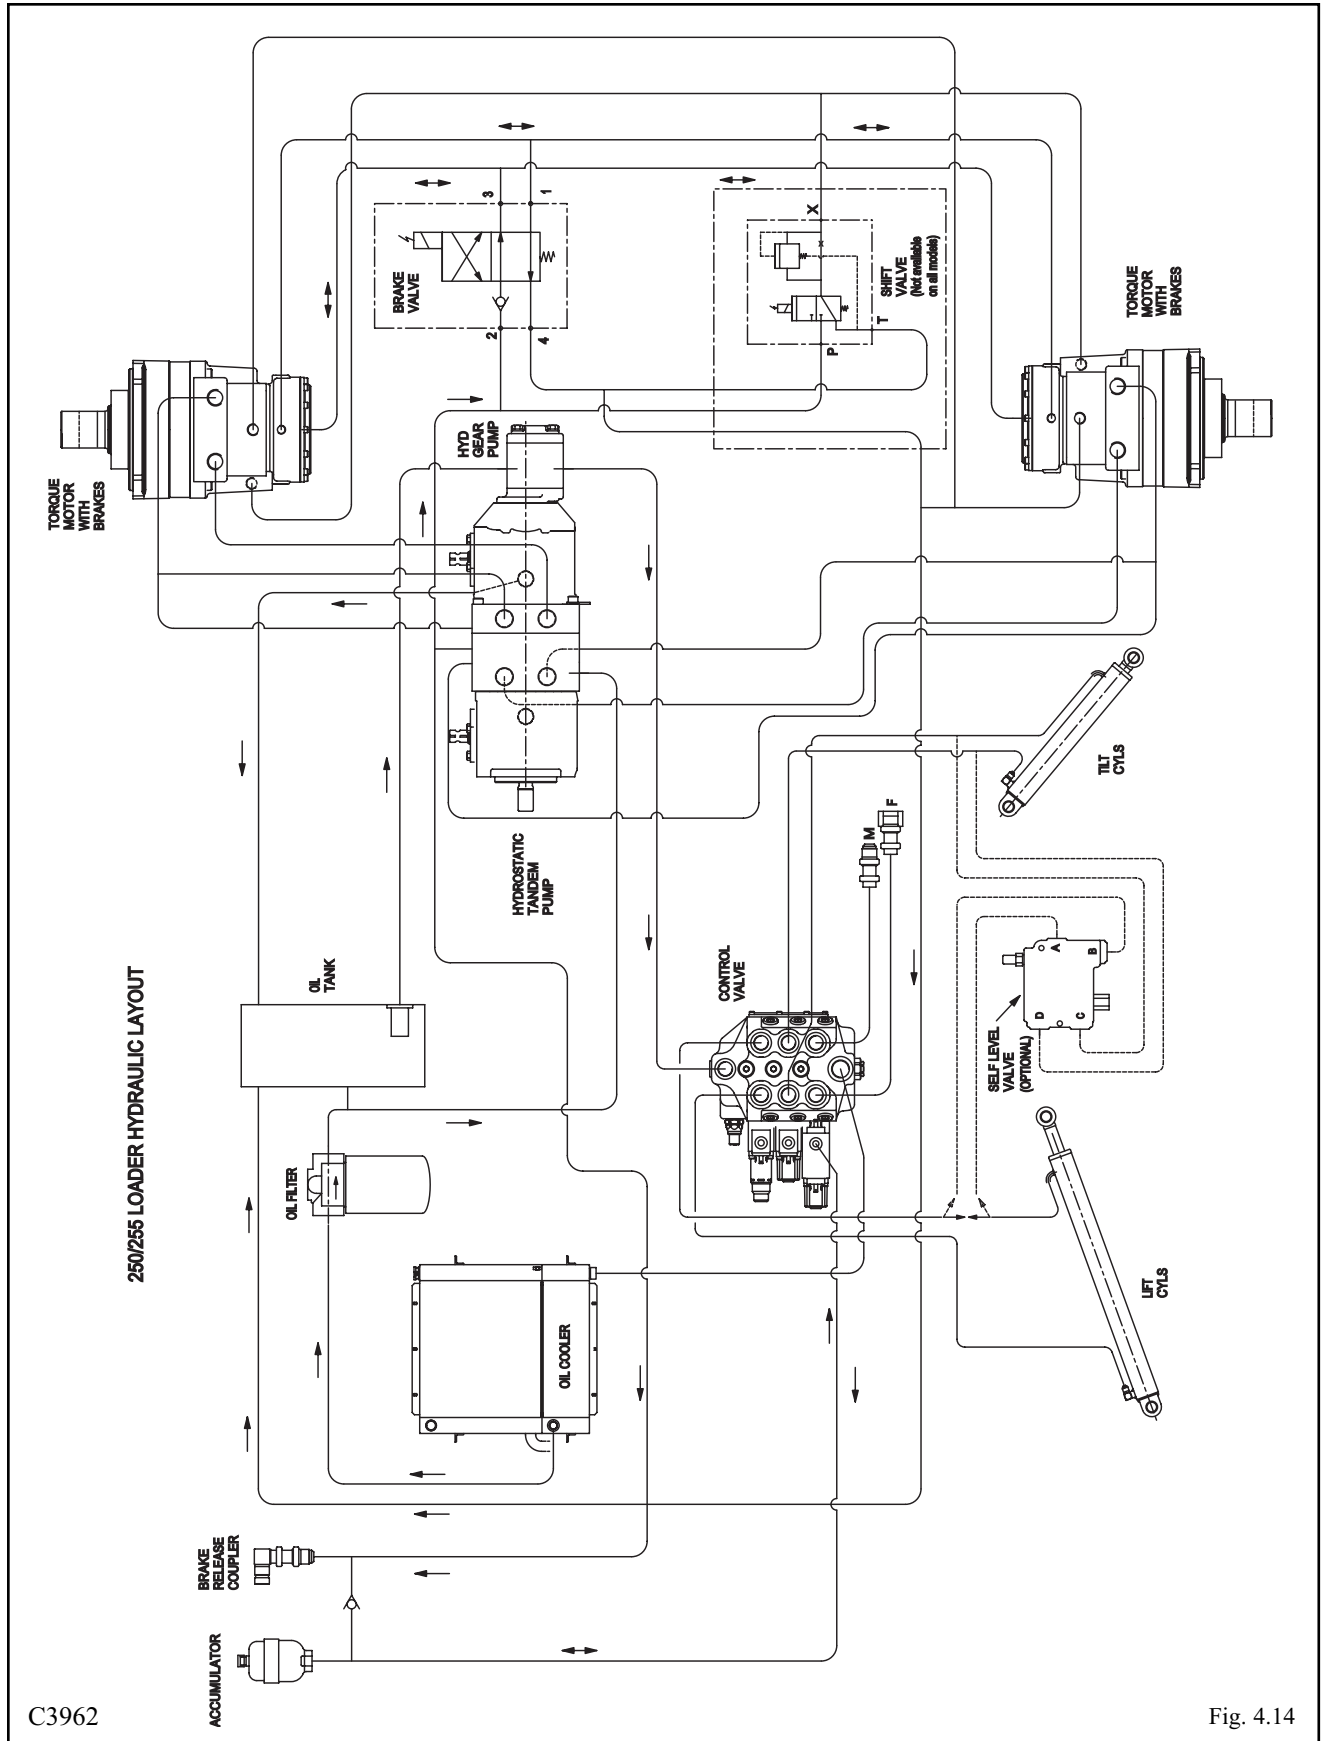 250/255 LOADER HYDRAULIC LAYOUT
TORQUE
MOTOR
WITH
BRAKES
BRAKE
VALVE
3
1
2
4
HYD
GEAR
PUMP
X
SHIFT
VALVE
(Not available
on all models)
T
P
TORQUE
MOTOR
WITH
BRAKES
HYDROSTATIC
TANDEM
PUMP
TILT
CYLS
M
F
OIL
TANK
CONTROL
VALVE
A
B
D
C
SELF LEVEL
VALVE
(OPTIONAL)
OIL FILTER
OIL COOLER
LIFT
CYLS
BRAKE
RELEASE
COUPLER
ACCUMULATOR
C3962
Fig. 4.14